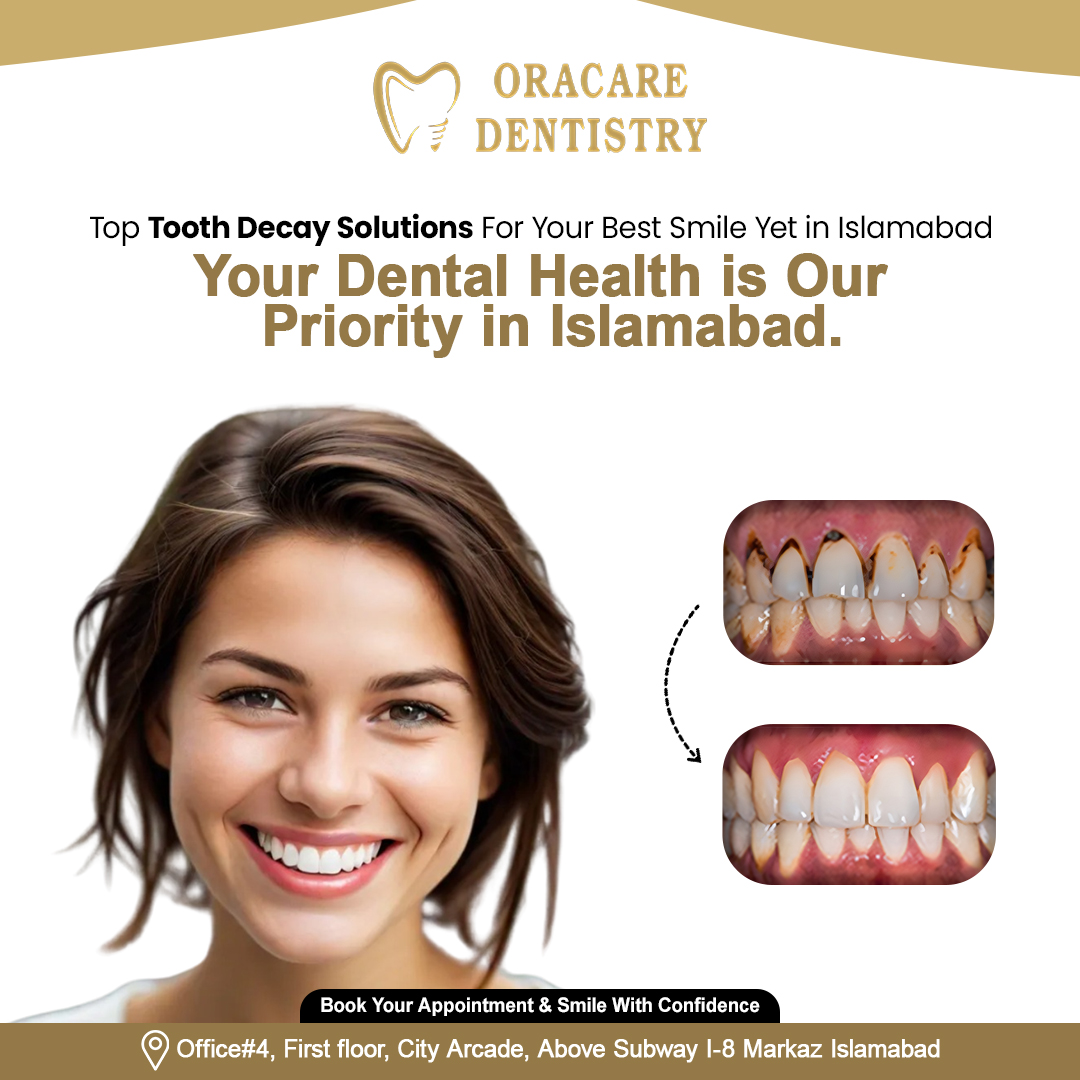 ORACARE
DENTISTRY
Top Tooth Decay Solutions For Your Best Smile Yet in Islamabad
Your Dental Health is Our
Priority in Islamabad.
Book Your Appointment & Smile With Confidence
Office#4, First floor, City Arcade, Above Subway I-8 Markaz Islamabad